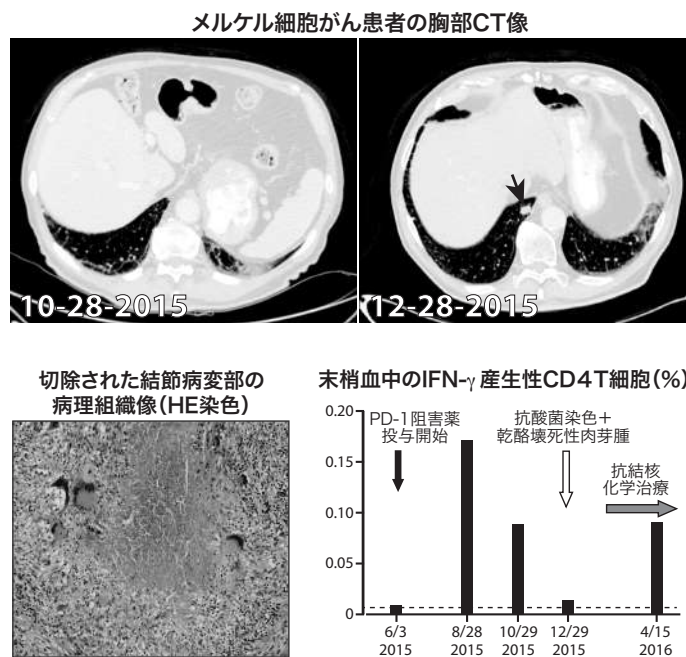 メルケル細胞がん患者の胸部CT像
10-28-2015
12-28-2015
切除された結節病変部の
病理組織像(HE染色)
末梢血中のIFN-γ産生性CD4T細胞(%)
0.20
0.15
0.10
0.05
0
PD-1阻害薬
投与開始
抗酸菌染色+
乾酪壊死性肉芽腫
抗結核
化学治療
6/3
2015
8/28
2015
10/29
2015
12/29
2015
4/15
2016